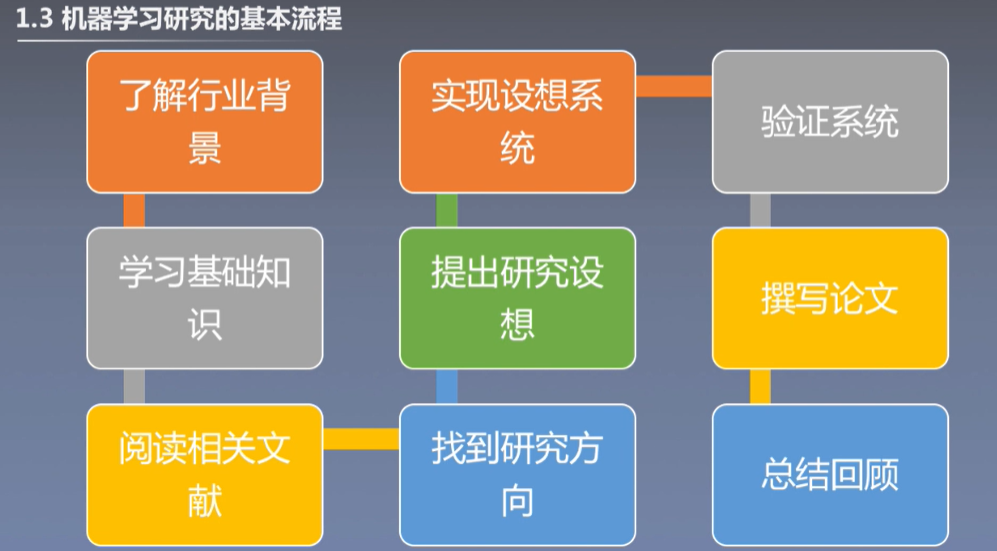 1.3 机器学习研究的基本流程
了解行业背
景
学习基础知
识
阅读相关文
献
找到研究方
向
提出研究设
想
实现设想系
统
验证系统
撰写论文
总结回顾